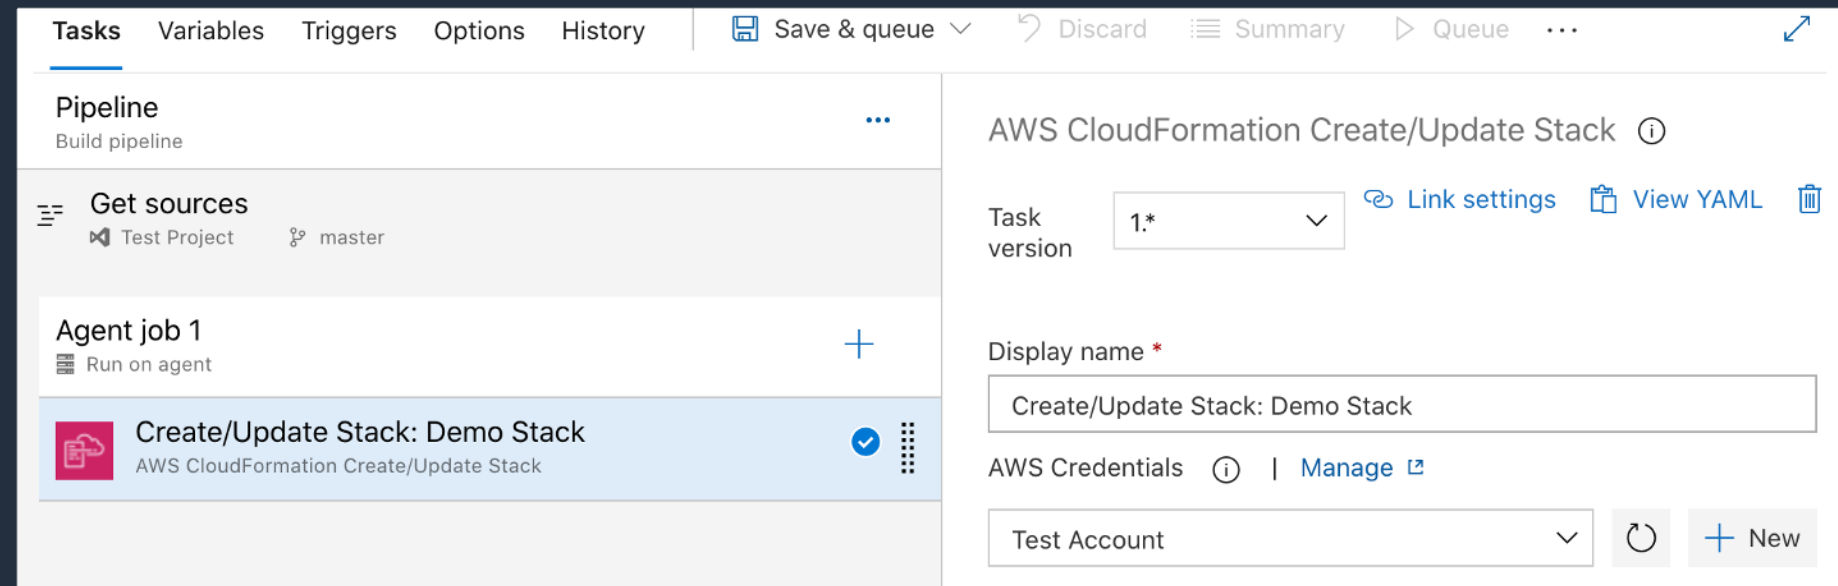 Tasks Variables Triggers Options History Save & queue Discard Summary Queue ...
Pipeline
Build pipeline
Get sources
Test Project master
Agent job 1
Run on agent
Create/Update Stack: Demo Stack
AWS CloudFormation Create/Update Stack
AWS CloudFormation Create/Update Stack
Task
version
1.*
Link settings View YAML
Display name *
Create/Update Stack: Demo Stack
AWS Credentials | Manage
Test Account
New